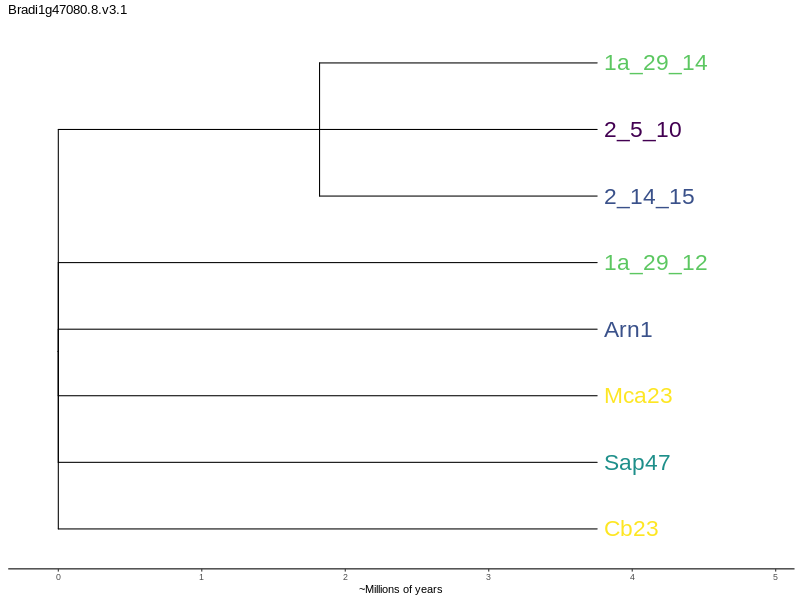 Bradi1g47080.8.v3.1
1a_29_14
2_5_10
2_14_15
1a_29_12
Arn1
Mca23
Sap47
Cb23
0 1 2 3 4 5
~Millions of years